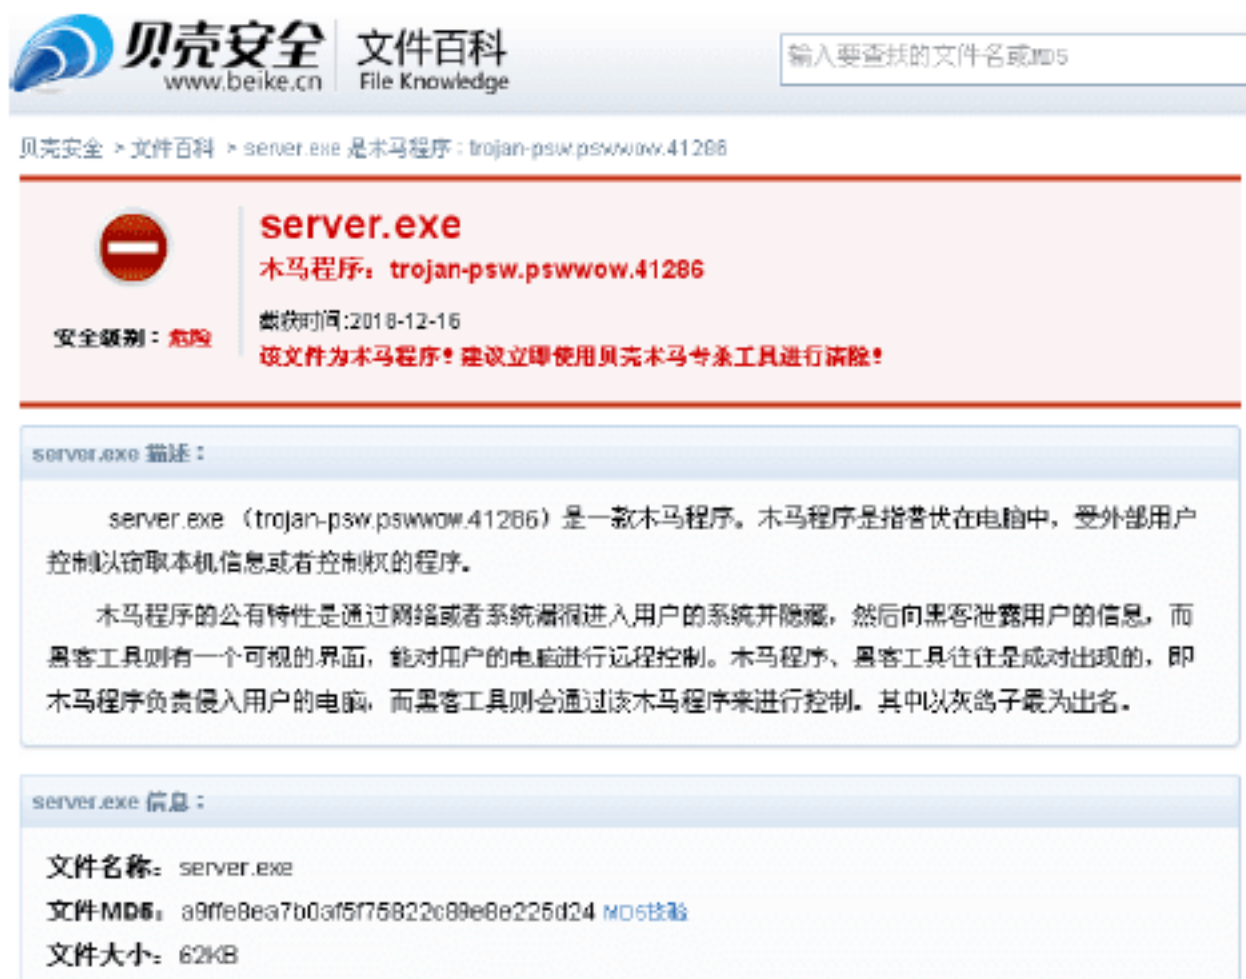 贝壳安全
www.beike.cn
文件百科
File Knowledge
输入要查找的文件名或MD5
贝壳安全 > 文件百科 > server.exe 是木马程序:trojan-psw.pswwow.41286
server.exe
木马程序：trojan-psw.pswwow.41286
安全级别：危险
截获时间:2018-12-16
该文件为木马程序！建议立即使用贝壳木马专杀工具进行清除！
server.exe 描述：
server.exe （trojan-psw.pswwow.41286）是一款木马程序。木马程序是指潜伏在电脑中，受外部用户
控制以窃取本机信息或者控制权的程序。
木马程序的公有特性是通过网络或者系统漏洞进入用户的系统并隐藏，然后向黑客泄露用户的信息，而
黑客工具则有一个可视的界面，能对用户的电脑进行远程控制。木马程序、黑客工具往往是成对出现的，即
木马程序负责侵入用户的电脑，而黑客工具则会通过该木马程序来进行控制。其中以灰鸽子最为出名。
server.exe 信息：
文件名称：server.exe
文件MD5：a9ffe8ea7b0af5f75822c89e8e225d24 MD5校验
文件大小：62KB